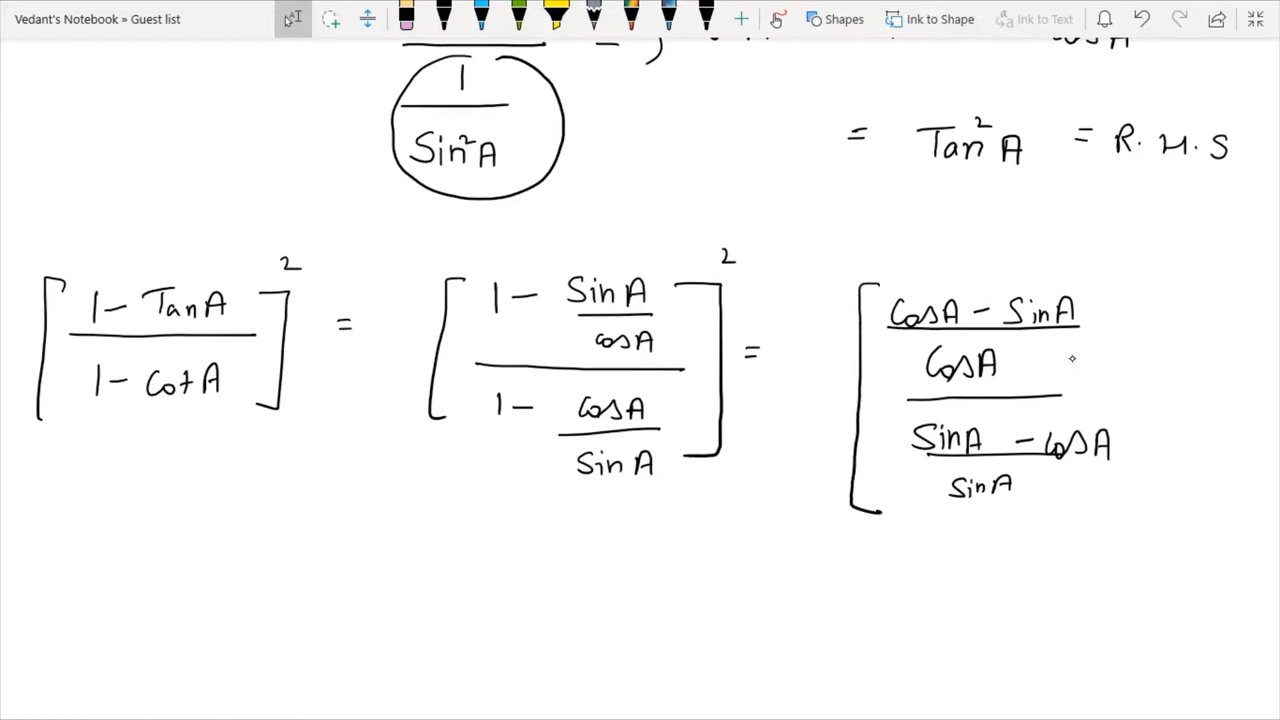 Vedant's Notebook » Guest list Shapes Ink to Shape Ink to Text
1
Sin²A
= Tan²A = R.H.S
[1 - TanA / 1 - CotA]² = [1 - SinA/cosA / 1 - cosA/SinA]² = [CosA - SinA / CosA / SinA - cosA / sinA